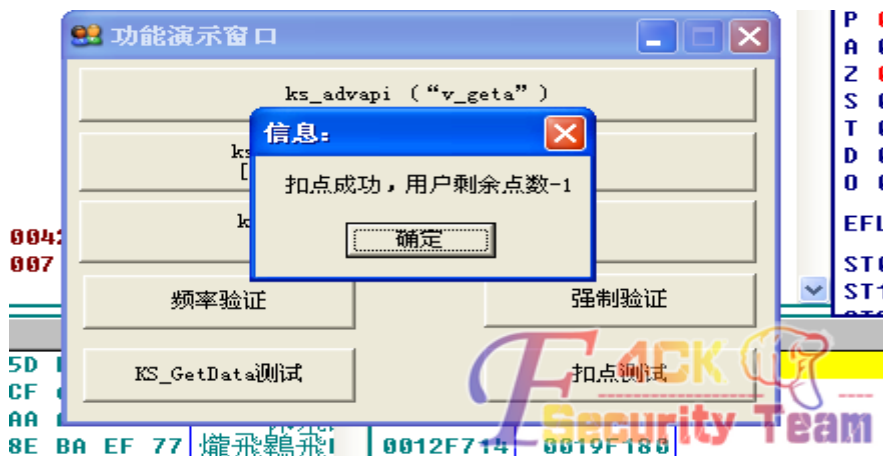 功能演示窗口
P
A
Z
S
T
D
O
ks_advapi （“v_geta”）
信息:
ks
[
扣点成功，用户剩余点数-1
k
确定
EFL
007
频率验证
强制验证
ST1
KS_GetData测试
扣点测试
5D
CF
AA
8E BA EF 77
0012F714
0019F180
F4CK
Security Team